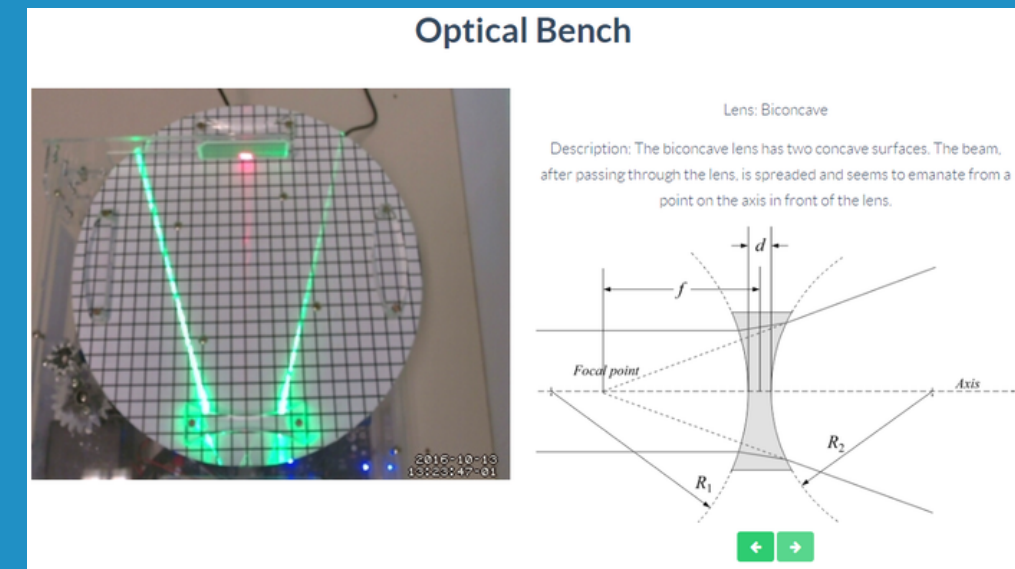 Optical Bench
Lens: Biconcave
Description: The biconcave lens has two concave surfaces. The beam,
after passing through the lens, is spreaded and seems to emanate from a
point on the axis in front of the lens.
d
f
Focal point
Axis
R2
R1
2016-10-13
13:23:47-01